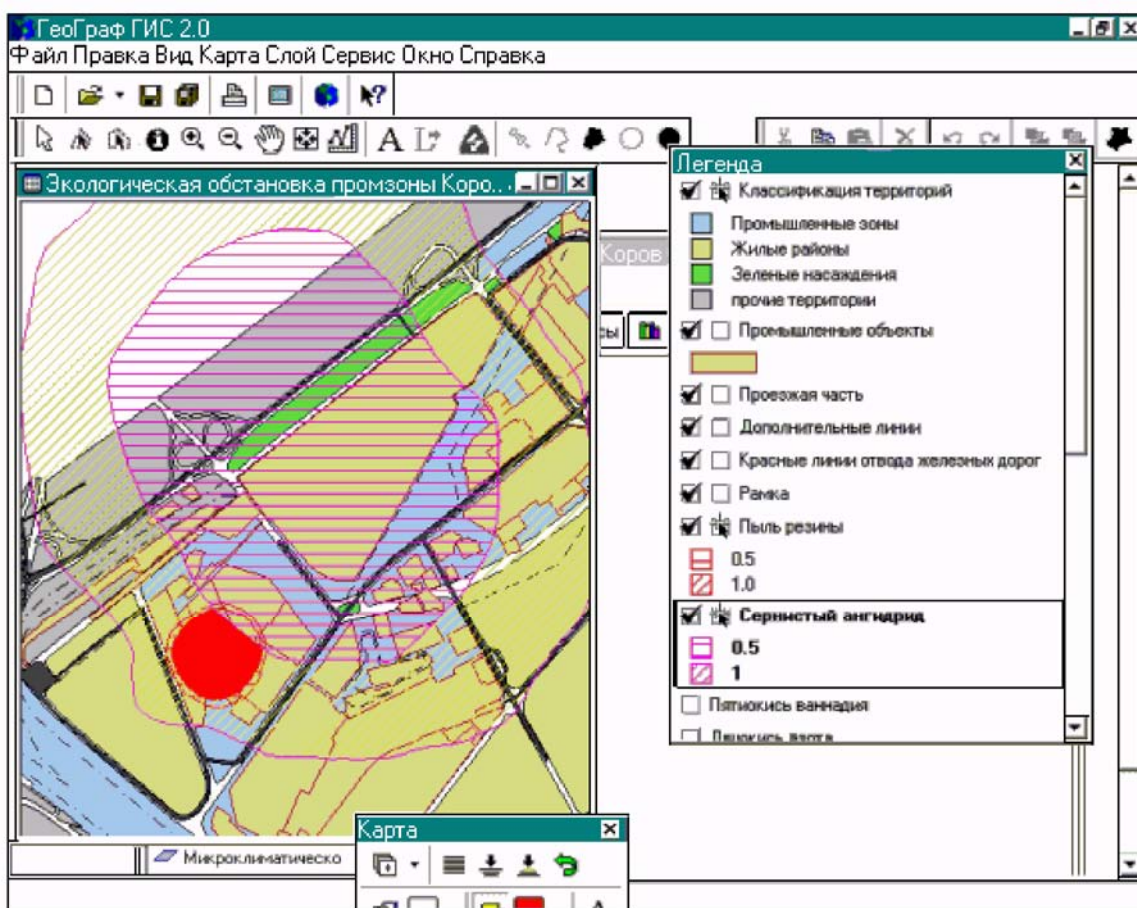 ГеоГраф ГИС 2.0
Файл Правка Вид Карта Слой Сервис Окно Справка
Экологическая обстановка промзоны Коро...
Коров
сы
Легенда
Классификация территорий
Промышленные зоны
Жилые районы
Зеленые насаждения
прочие территории
Промышленные объекты
Проезжая часть
Дополнительные линии
Красные линии отвода железных дорог
Рамка
Пыль резины
0.5
1.0
Сернистый ангидрид
0.5
1
Пятиокись ваннадия
Микроклиматическо
Карта